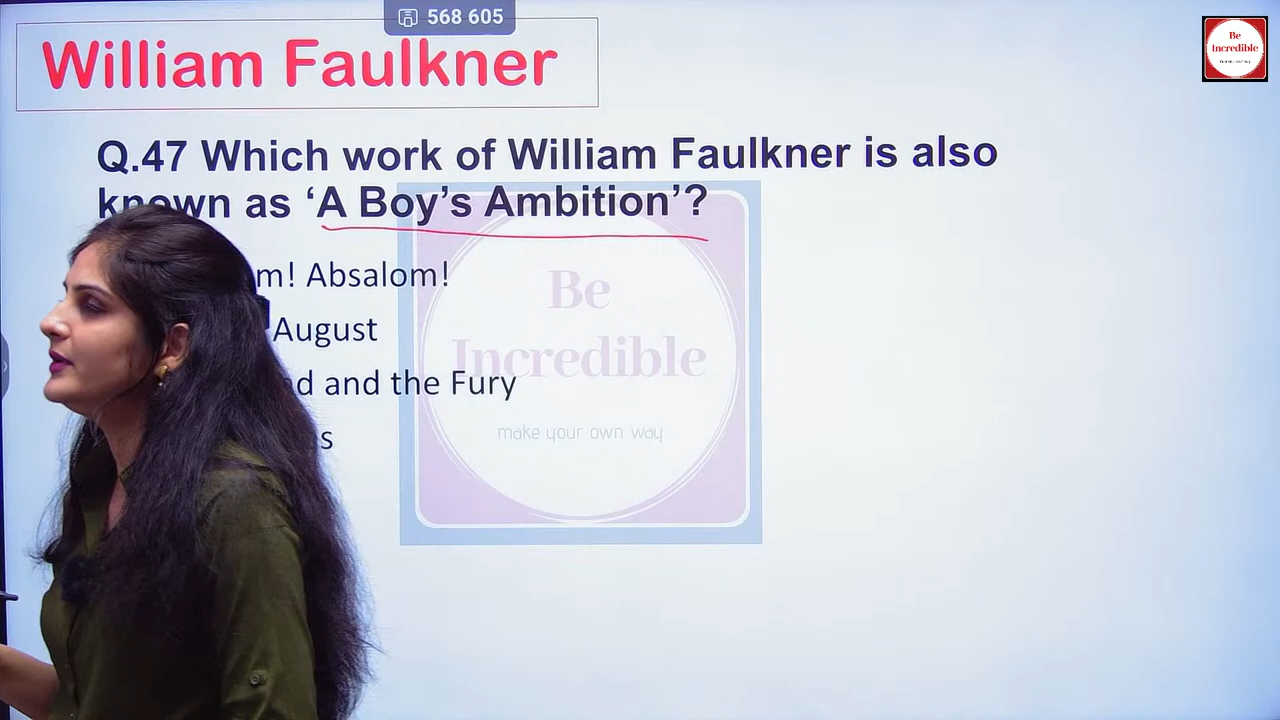 568 605
William Faulkner
Be
Incredible
Q.47 Which work of William Faulkner is also
known as ‘A Boy’s Ambition’?
m! Absalom!
August
d and the Fury
s
Be
Incredible
make your own way